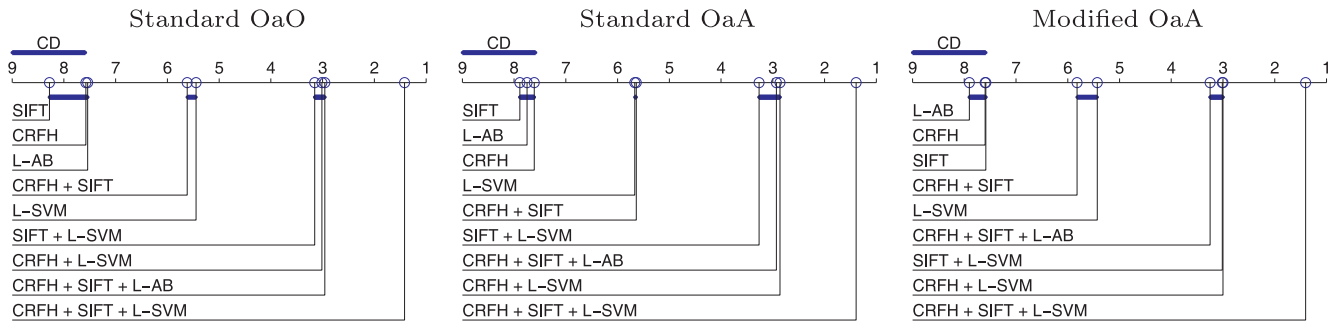 Standard OaO
CD
9 8 7 6 5 4 3 2 1
SIFT
CRFH
L−AB
CRFH + SIFT
L−SVM
SIFT + L−SVM
CRFH + L−SVM
CRFH + SIFT + L−AB
CRFH + SIFT + L−SVM
Standard OaA
CD
9 8 7 6 5 4 3 2 1
SIFT
L−AB
CRFH
L−SVM
CRFH + SIFT
SIFT + L−SVM
CRFH + SIFT + L−AB
CRFH + L−SVM
CRFH + SIFT + L−SVM
Modified OaA
CD
9 8 7 6 5 4 3 2 1
L−AB
CRFH
SIFT
CRFH + SIFT
L−SVM
CRFH + SIFT + L−AB
SIFT + L−SVM
CRFH + L−SVM
CRFH + SIFT + L−SVM